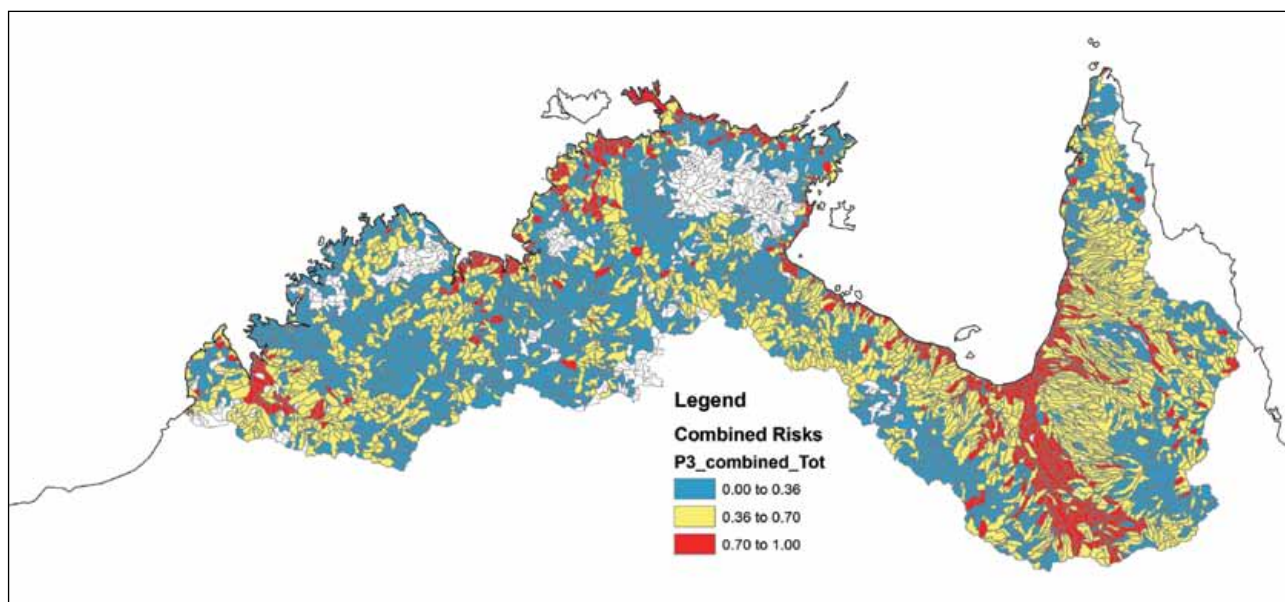 Legend
Combined Risks
P3_combined_Tot
0.00 to 0.36
0.36 to 0.70
0.70 to 1.00